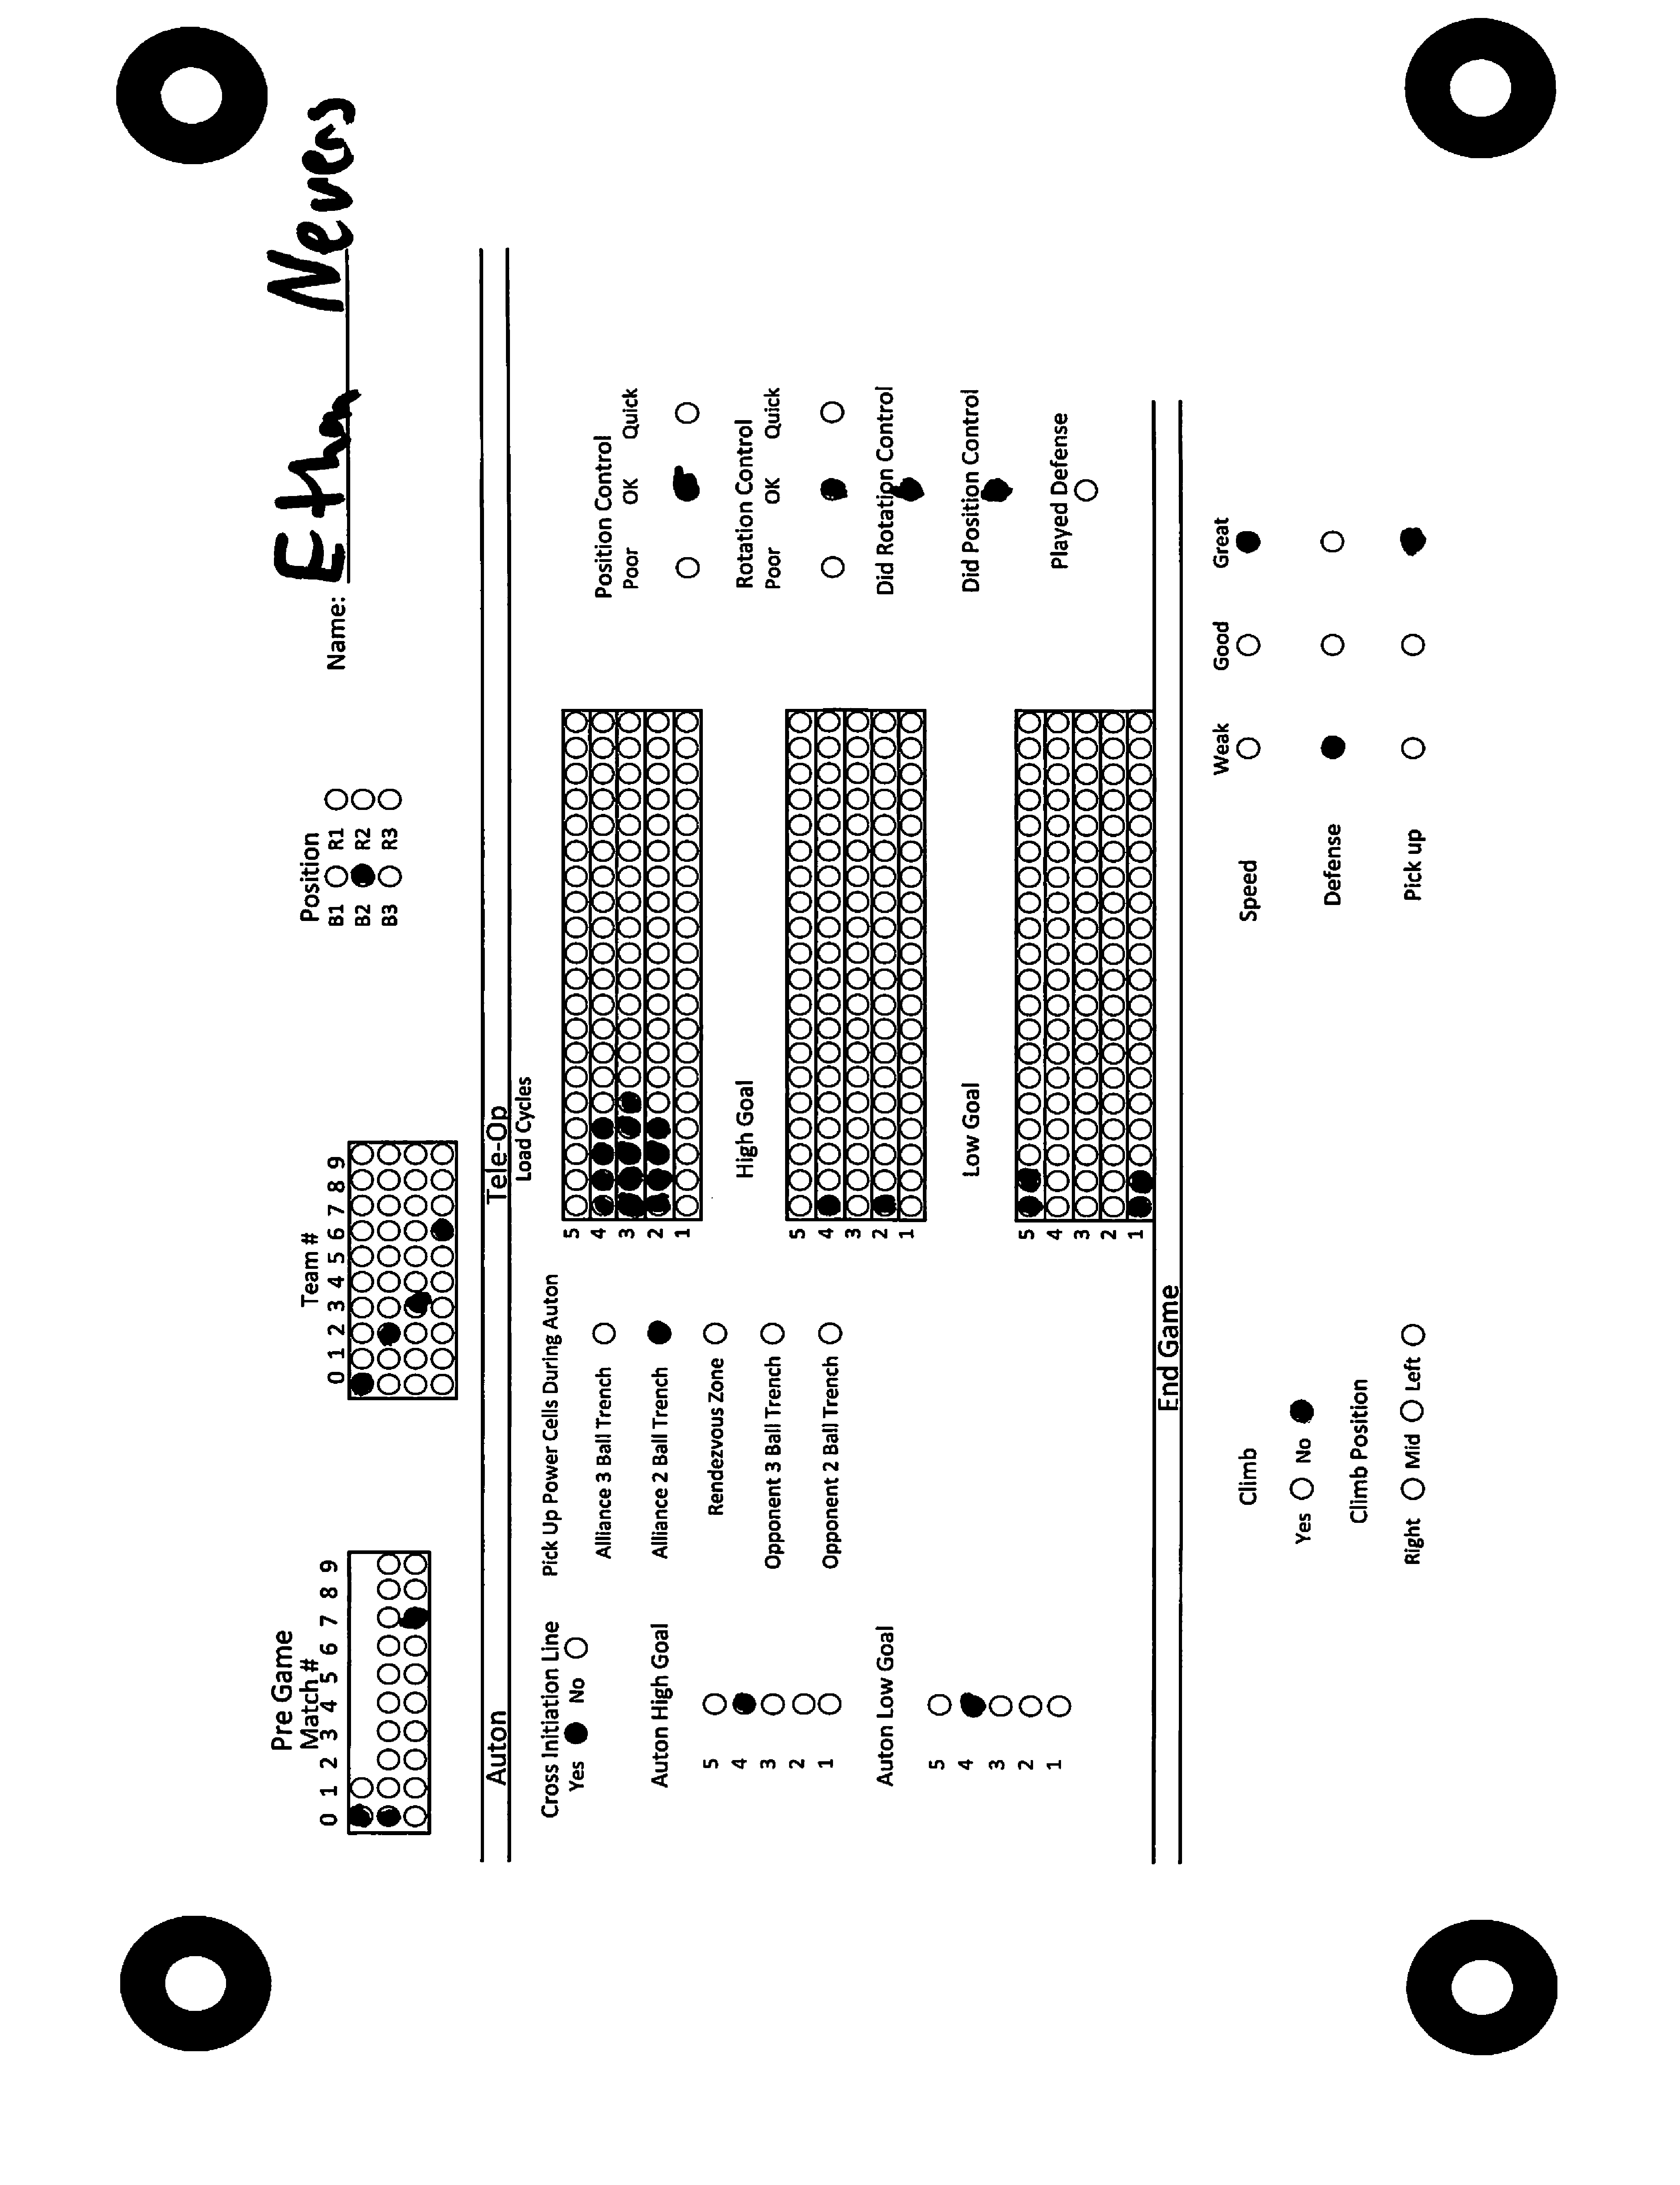 Pre Game
Match #
0 1 2 3 4 5 6 7 8 9
Team #
0 1 2 3 4 5 6 7 8 9
Position
B1 R1
B2 R2
B3 R3
Name: Ethan Neves
Auton
Tele-Op
Cross Initiation Line
Yes No
Auton High Goal
5
4
3
2
1
Auton Low Goal
5
4
3
2
1
Pick Up Power Cells During Auton
Alliance 3 Ball Trench
Alliance 2 Ball Trench
Rendezvous Zone
Opponent 3 Ball Trench
Opponent 2 Ball Trench
Load Cycles
5
4
3
2
1
High Goal
5
4
3
2
1
Low Goal
5
4
3
2
1
Position Control
Poor OK Quick
Rotation Control
Poor OK Quick
Did Rotation Control
Did Position Control
Played Defense
End Game
Climb
Yes No
Climb Position
Right Mid Left
Weak Good Great
Speed
Defense
Pick up